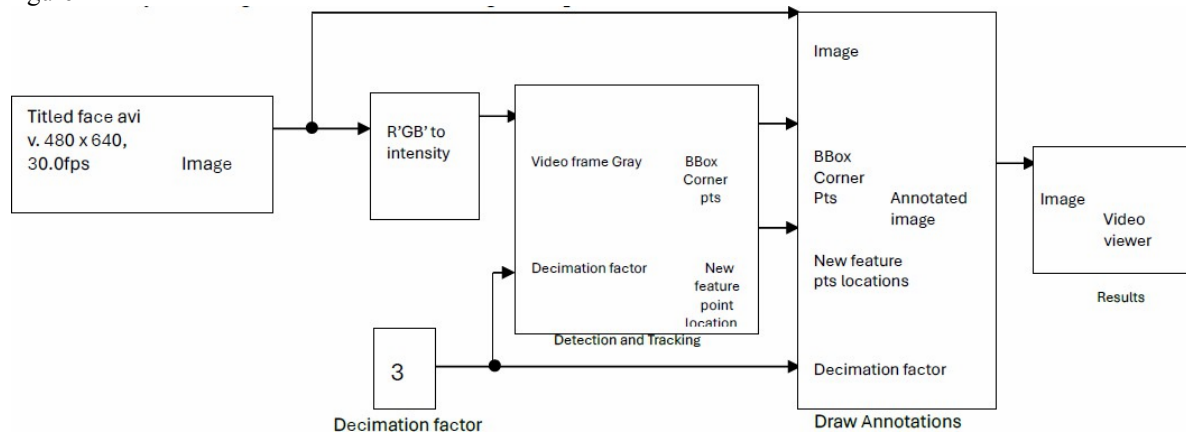 Titled face avi
v. 480 x 640,
30.0fps Image
R'GB' to
intensity
Video frame Gray
BBox
Corner
pts
Decimation factor
New
feature
point
location
Detection and Tracking
3
Decimation factor
Image
BBox
Corner
Pts
Annotated
image
New feature
pts locations
Decimation factor
Draw Annotations
Image
Video
viewer
Results